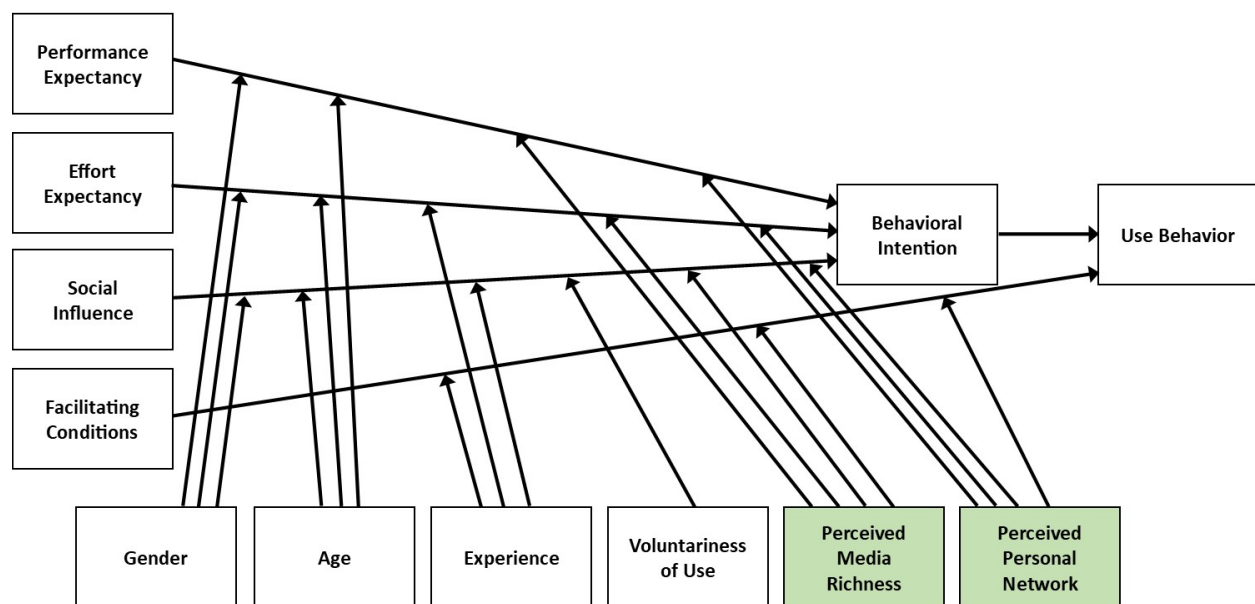 Performance
Expectancy
Effort
Expectancy
Social
Influence
Facilitating
Conditions
Behavioral
Intention
Use Behavior
Gender
Age
Experience
Voluntariness
of Use
Perceived
Media
Richness
Perceived
Personal
Network